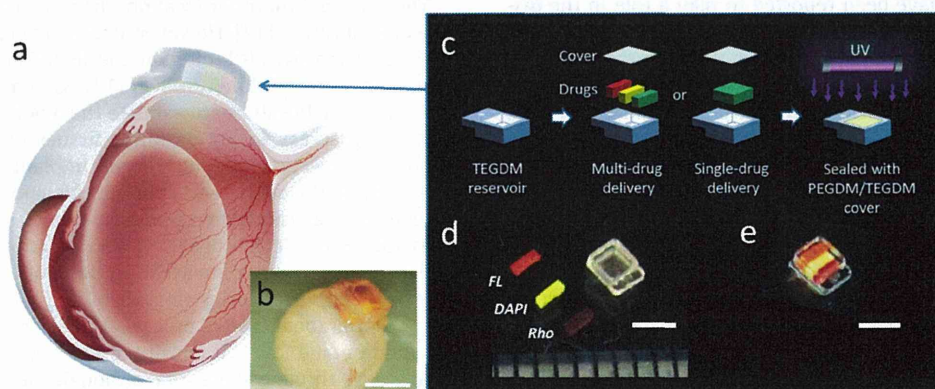 a
b
c
Cover
Drugs
or
UV
TEGDM
reservoir
Multi-drug
delivery
Single-drug
delivery
Sealed with
PEGDM/TEGDM
cover
d
FL
DAPI
Rho
e